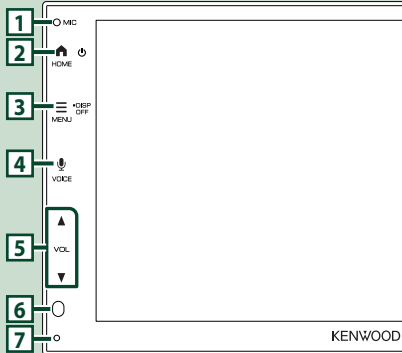 1 MIC
2
HOME
3 •DISP
OFF
MENU
4
VOICE
5 VOL
6
7
KENWOOD